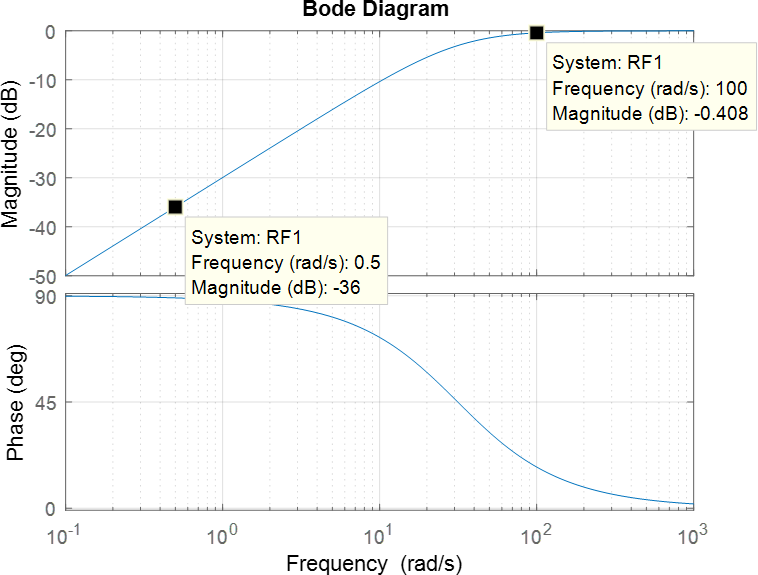 Bode Diagram
Magnitude (dB)
0
-10
-20
-30
-40
-50
System: RF1
Frequency (rad/s): 100
Magnitude (dB): -0.408
System: RF1
Frequency (rad/s): 0.5
Magnitude (dB): -36
Phase (deg)
90
45
0
10^-1 10^0 10^1 10^2 10^3
Frequency (rad/s)